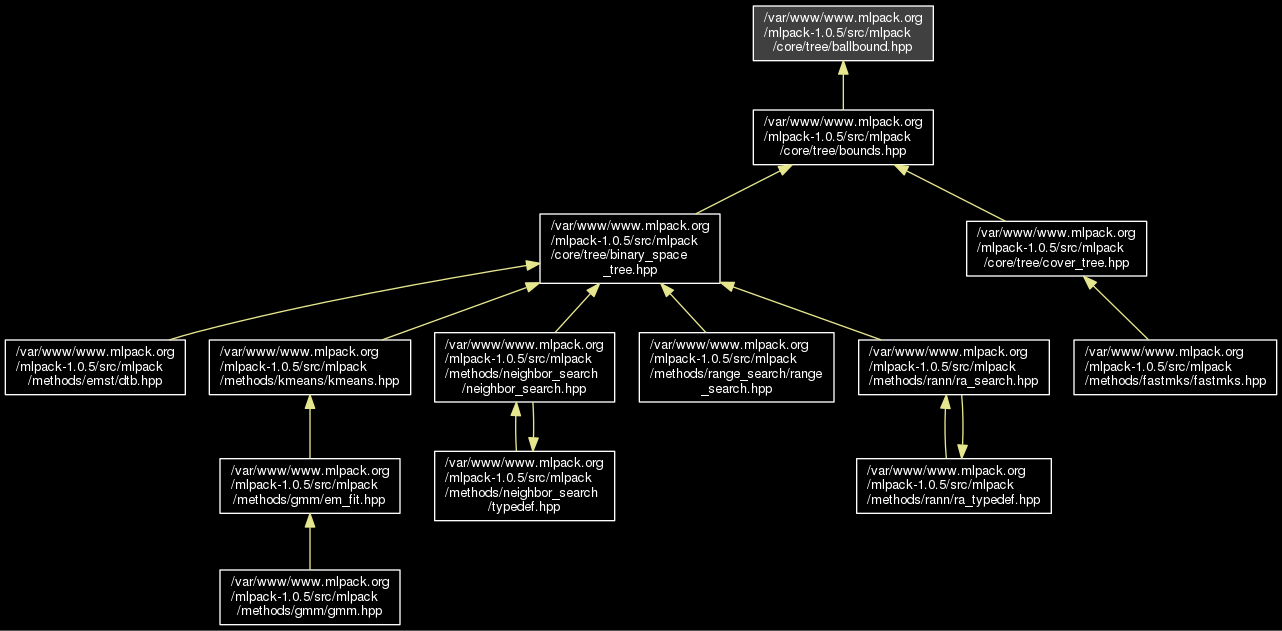 /var/www/www.mlpack.org
/mlpack-1.0.5/src/mlpack
/core/tree/ballbound.hpp
/var/www/www.mlpack.org
/mlpack-1.0.5/src/mlpack
/core/tree/bounds.hpp
/var/www/www.mlpack.org
/mlpack-1.0.5/src/mlpack
/core/tree/binary_space
_tree.hpp
/var/www/www.mlpack.org
/mlpack-1.0.5/src/mlpack
/core/tree/cover_tree.hpp
/var/www/www.mlpack.org
/mlpack-1.0.5/src/mlpack
/methods/emst/dtb.hpp
/var/www/www.mlpack.org
/mlpack-1.0.5/src/mlpack
/methods/kmeans/kmeans.hpp
/var/www/www.mlpack.org
/mlpack-1.0.5/src/mlpack
/methods/neighbor_search
/neighbor_search.hpp
/var/www/www.mlpack.org
/mlpack-1.0.5/src/mlpack
/methods/range_search/range
_search.hpp
/var/www/www.mlpack.org
/mlpack-1.0.5/src/mlpack
/methods/rann/ra_search.hpp
/var/www/www.mlpack.org
/mlpack-1.0.5/src/mlpack
/methods/fastmks/fastmks.hpp
/var/www/www.mlpack.org
/mlpack-1.0.5/src/mlpack
/methods/gmm/em_fit.hpp
/var/www/www.mlpack.org
/mlpack-1.0.5/src/mlpack
/methods/neighbor_search
/typedef.hpp
/var/www/www.mlpack.org
/mlpack-1.0.5/src/mlpack
/methods/rann/ra_typedef.hpp
/var/www/www.mlpack.org
/mlpack-1.0.5/src/mlpack
/methods/gmm/gmm.hpp